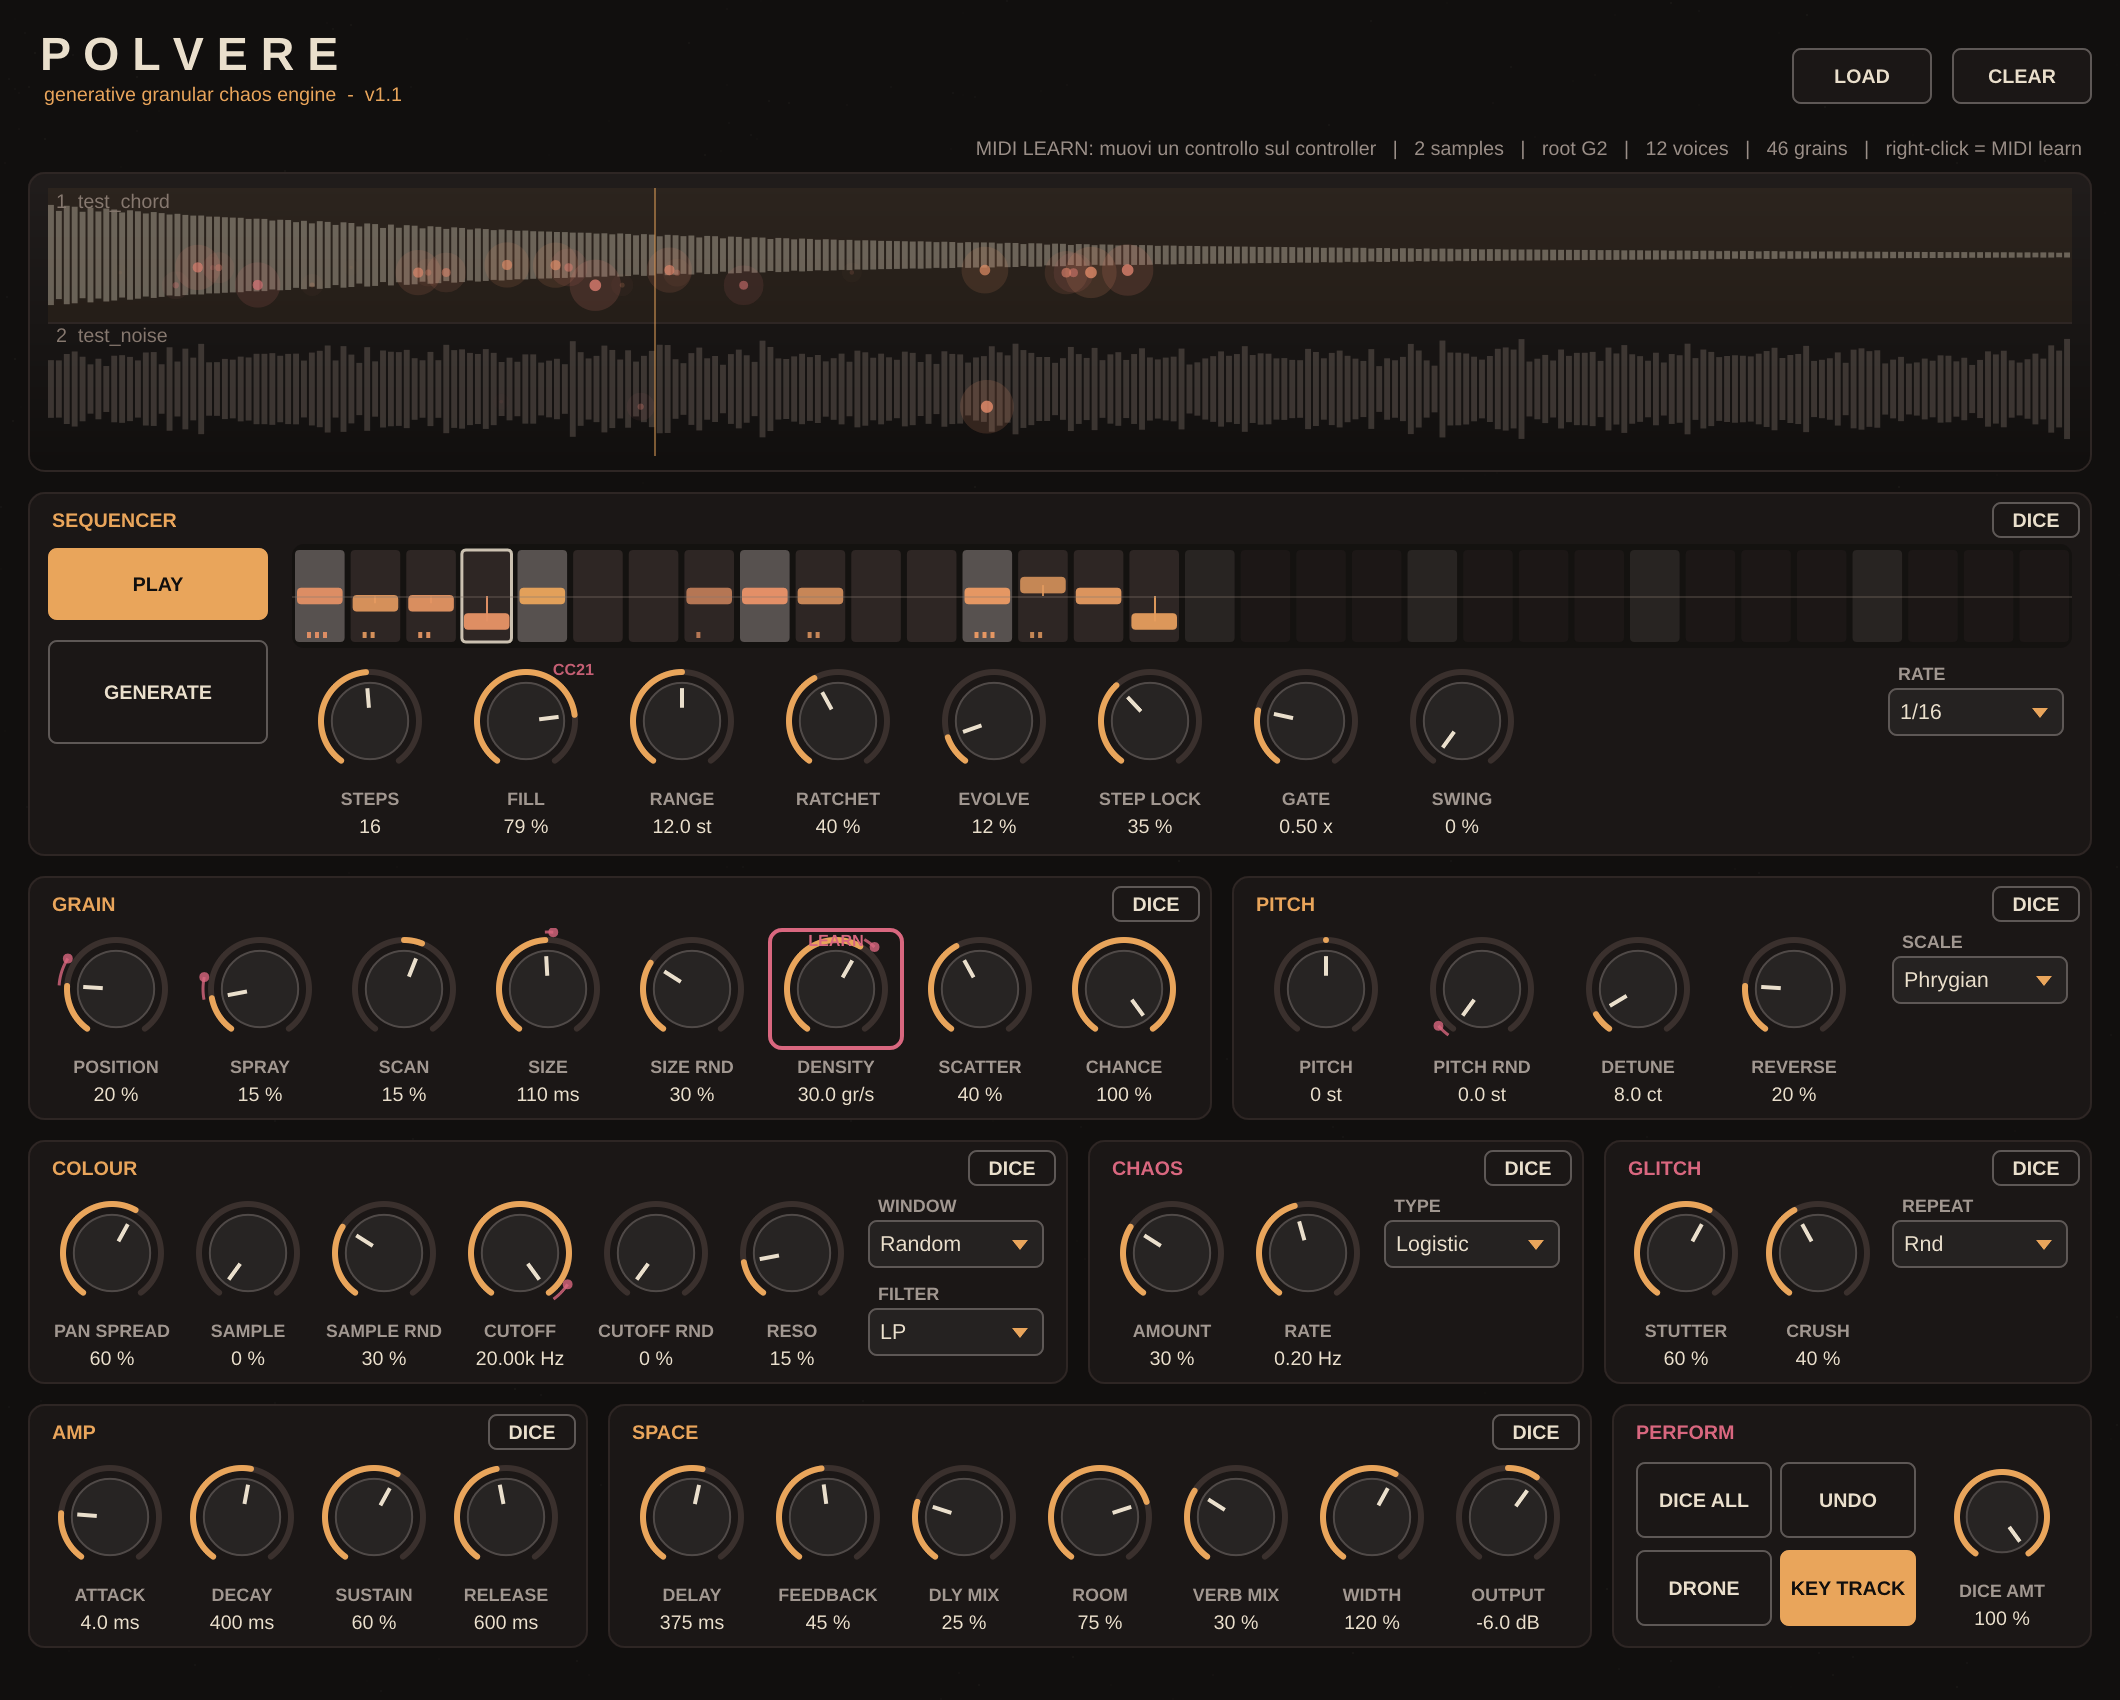 POLVERE
generative granular chaos engine - v1.1
LOAD CLEAR
MIDI LEARN: muovi un controllo sul controller | 2 samples | root G2 | 12 voices | 46 grains | right-click = MIDI learn
1 test_chord
2 test_noise
SEQUENCER DICE
PLAY
GENERATE
CC21
RATE
1/16
STEPS FILL RANGE RATCHET EVOLVE STEP LOCK GATE SWING
16 79 % 12.0 st 40 % 12 % 35 % 0.50 x 0 %
GRAIN DICE
LEARN
POSITION SPRAY SCAN SIZE SIZE RND DENSITY SCATTER CHANCE
20 % 15 % 15 % 110 ms 30 % 30.0 gr/s 40 % 100 %
PITCH DICE
SCALE
Phrygian
PITCH PITCH RND DETUNE REVERSE
0 st 0.0 st 8.0 ct 20 %
COLOUR DICE
WINDOW
Random
FILTER
LP
PAN SPREAD SAMPLE SAMPLE RND CUTOFF CUTOFF RND RESO
60 % 0 % 30 % 20.00k Hz 0 % 15 %
CHAOS DICE
TYPE
Logistic
AMOUNT RATE
30 % 0.20 Hz
GLITCH DICE
REPEAT
Rnd
STUTTER CRUSH
60 % 40 %
AMP DICE
ATTACK DECAY SUSTAIN RELEASE
4.0 ms 400 ms 60 % 600 ms
SPACE DICE
DELAY FEEDBACK DLY MIX ROOM VERB MIX WIDTH OUTPUT
375 ms 45 % 25 % 75 % 30 % 120 % -6.0 dB
PERFORM
DICE ALL UNDO
DRONE KEY TRACK
DICE AMT
100 %